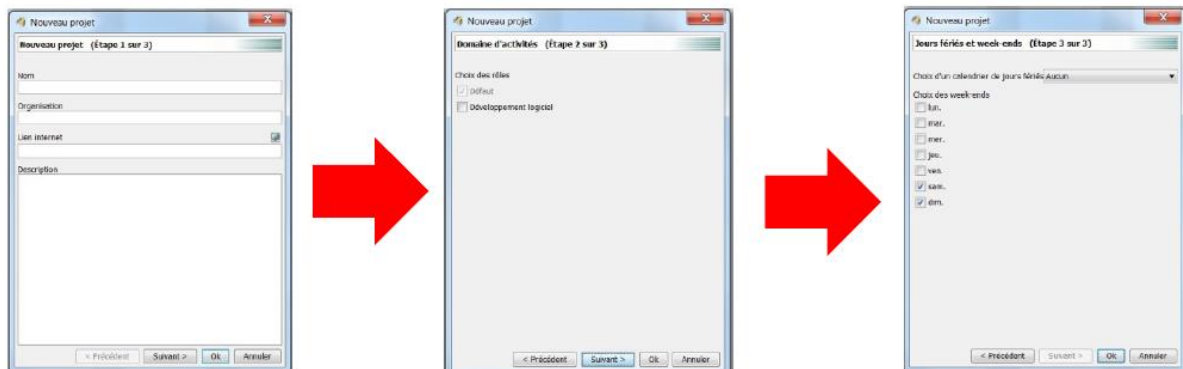 Nouveau projet
Nouveau projet (Étape 1 sur 3)
Nom
Organisation
Lien internet
Description
< Précédent Suivant > Ok Annuler
Nouveau projet
Domaine d'activités (Étape 2 sur 3)
Choix des rôles
Défaut
Développement logiciel
< Précédent Suivant > Ok Annuler
Nouveau projet
Jours fériés et week-ends (Étape 3 sur 3)
Choix d'un calendrier de jours fériés Aucun
Choix des week-ends
lun.
mar.
mer.
jeu.
ven.
sam.
dim.
< Précédent Suivant > Ok Annuler